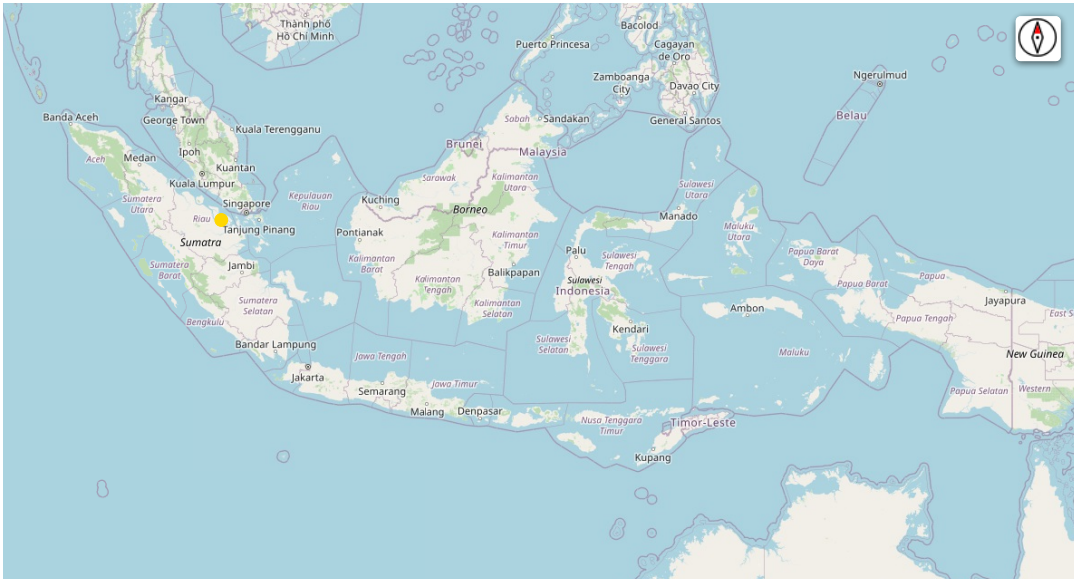 Thành phố
Hồ Chí Minh
Bacolod
Puerto Princesa
Cagayan
de Oro
Zamboanga
City
Davao City
Ngerulmud
Kangar
Banda Aceh
George Town
Kuala Terengganu
General Santos
Belau
Sabah
Sandakan
Brunei
Malaysia
Ipoh
Aceh
Medan
Kuantan
Kuala Lumpur
Sarawak
Kalimantan
Utara
Sumatera
Utara
Kepulauan
Riau
Kuching
Sulawesi
Utara
Singapore
Borneo
Manado
Riau
Tanjung Pinang
Pontianak
Maluku
Utara
Sumatra
Kalimantan
Timur
Palu
Papua Barat
Daya
Jambi
Kalimantan
Barat
Sulawesi
Tengah
Sumatera
Barat
Balikpapan
Papua
Kalimantan
Tengah
Sulawesi
Indonesia
Papua Barat
Sumatera
Selatan
Kalimantan
Selatan
Jayapura
Ambon
East S
Papua Tengah
Bengkulu
Kendari
Bandar Lampung
Sulawesi
Selatan
Sulawesi
Tenggara
Maluku
New Guinea
Jawa Tengah
Jakarta
Jawa Timur
Semarang
Papua Selatan
Western
Malang
Denpasar
Nusa Tenggara
Timur
Timor-Leste
Kupang